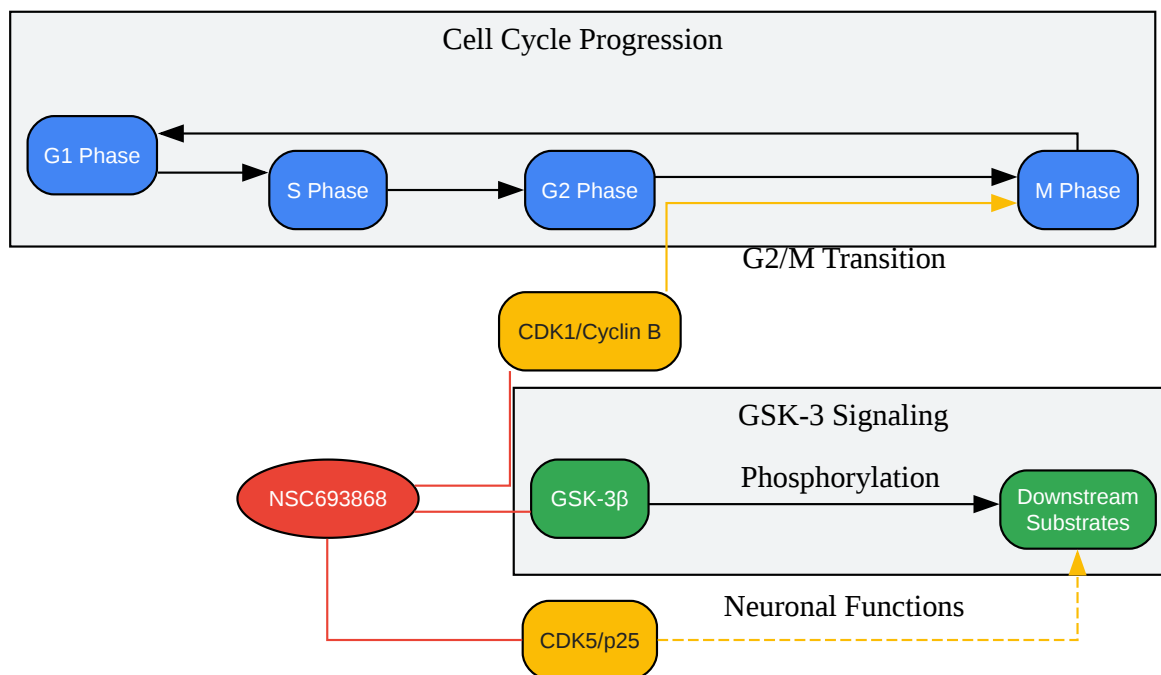 Cell Cycle Progression
G1 Phase
S Phase
G2 Phase
M Phase
G2/M Transition
CDK1/Cyclin B
GSK-3 Signaling
NSC693868
GSK-3β
Phosphorylation
Downstream
Substrates
Neuronal Functions
CDK5/p25